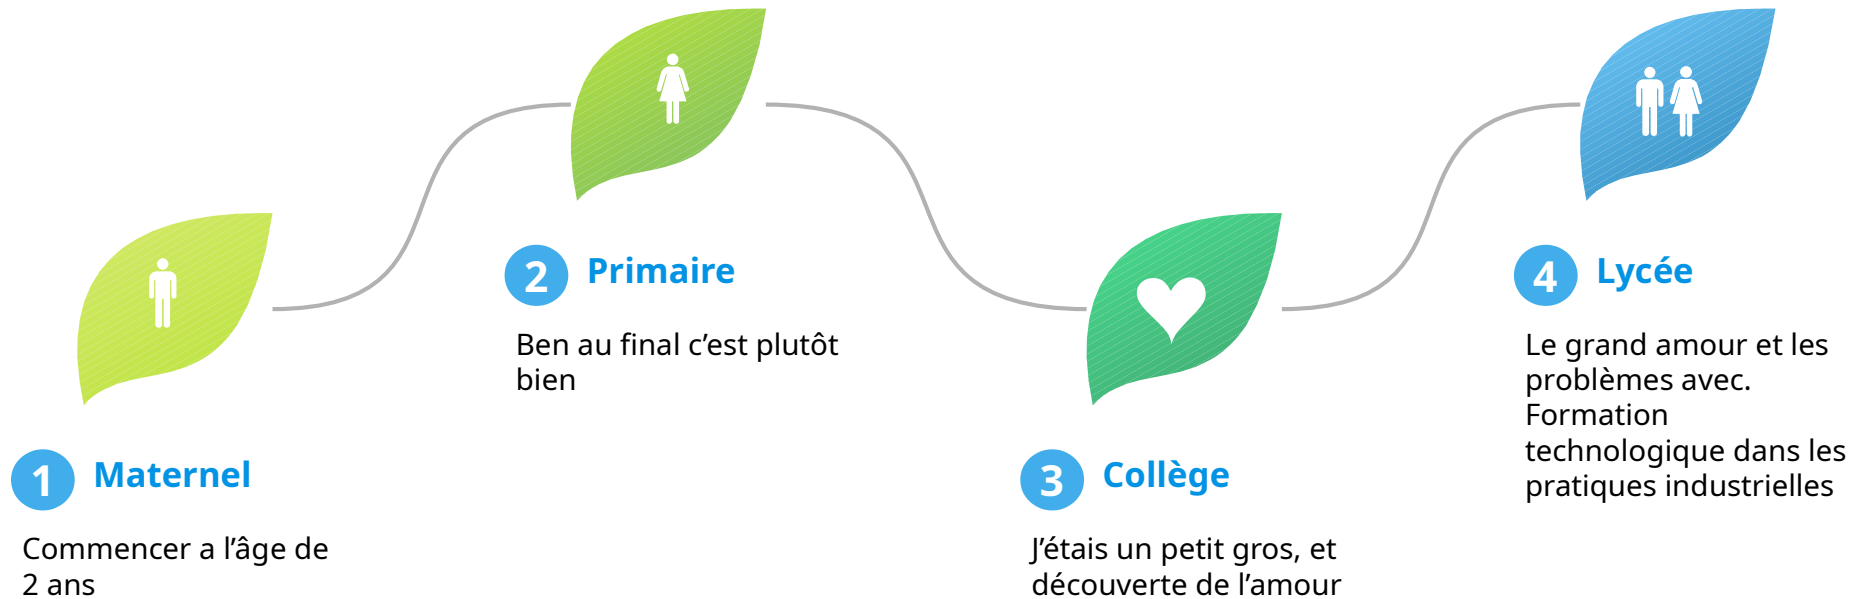 1 Maternel
Commencer a l’âge de
2 ans
2 Primaire
Ben au final c’est plutôt
bien
3 Collège
J’étais un petit gros, et
découverte de l’amour
4 Lycée
Le grand amour et les
problèmes avec.
Formation
technologique dans les
pratiques industrielles